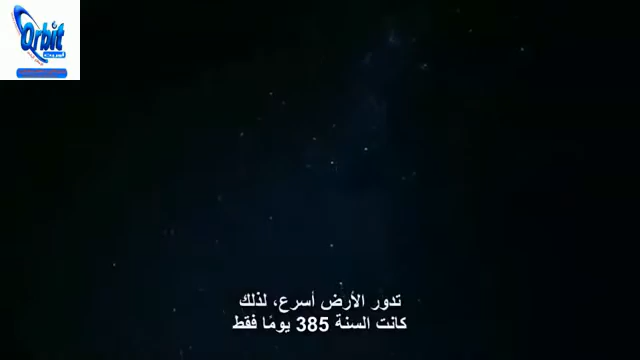 Orbit
تدور الأرض أسرع، لذلك
كانت السنة 385 يومًا فقط